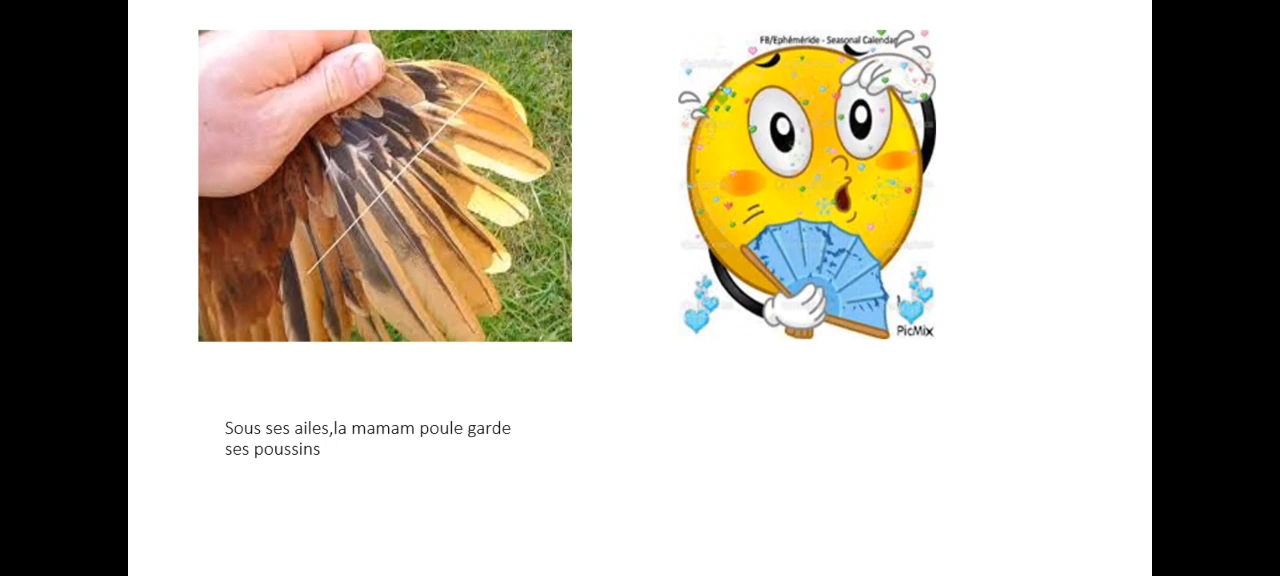 FB/Ephéméride - Seasonal Calendar
PicMix
Sous ses ailes,la mamam poule garde
ses poussins